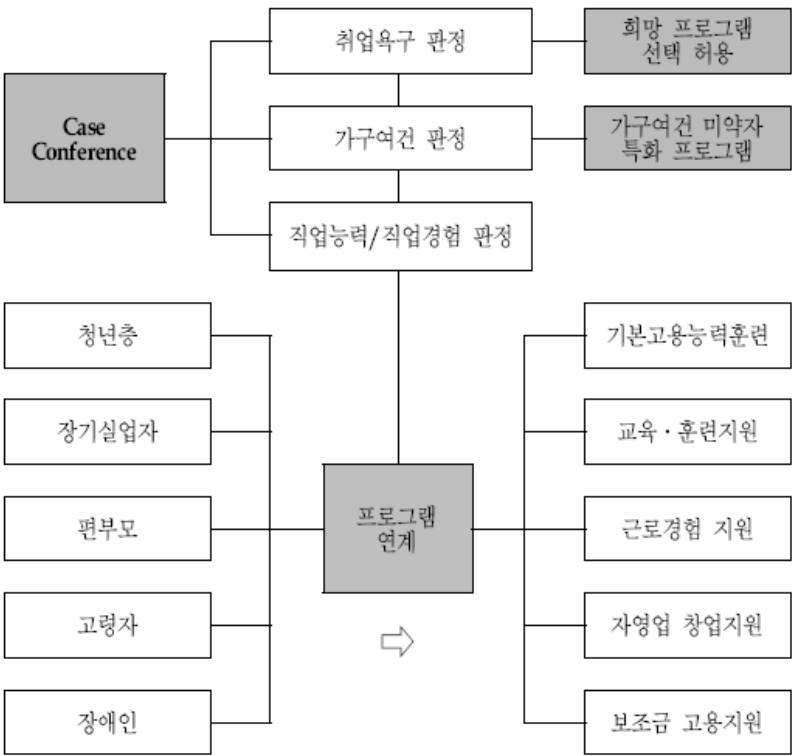 취업욕구 판정
희망 프로그램
선택 허용
Case
Conference
가구여건 판정
가구여건 미약자
특화 프로그램
직업능력/직업경험 판정
청년층
기본고용능력훈련
장기실업자
교육·훈련지원
편부모
프로그램
연계
근로경험 지원
고령자
자영업 창업지원
장애인
보조금 고용지원